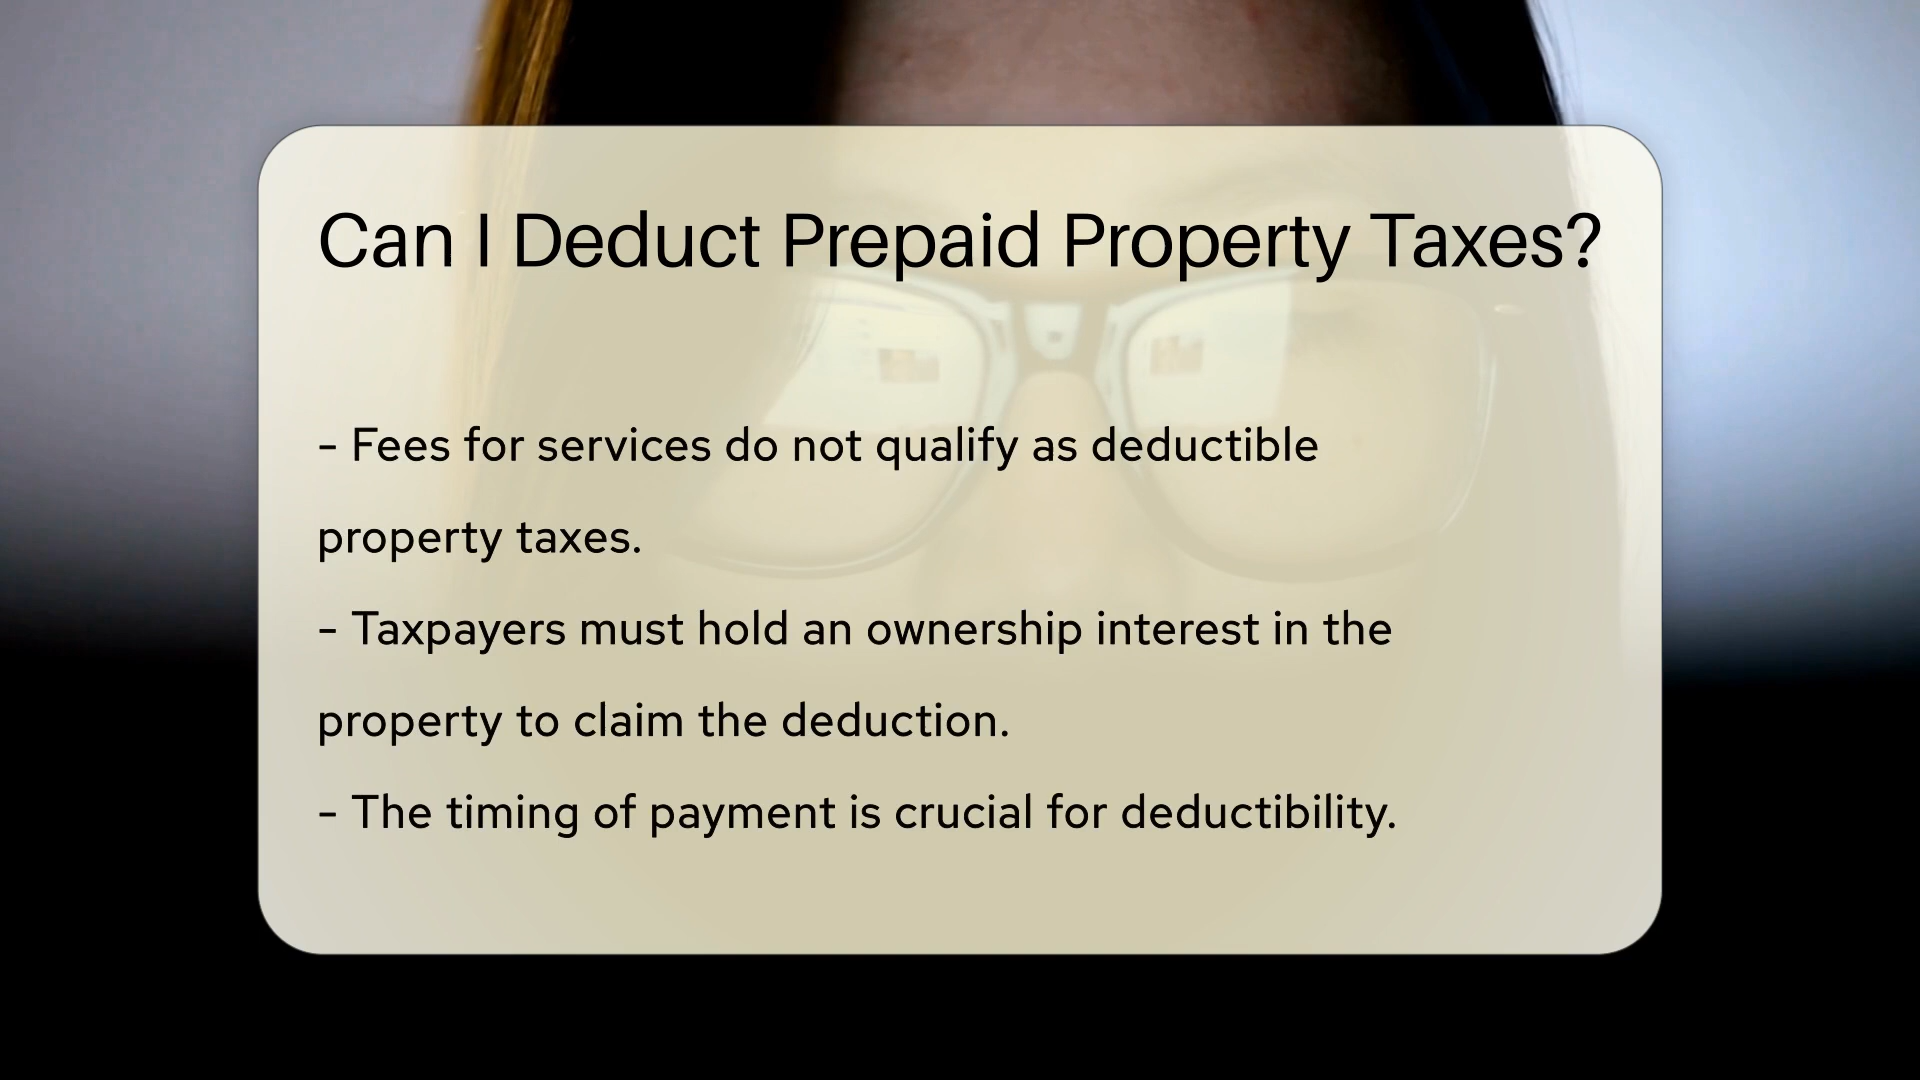 Can I Deduct Prepaid Property Taxes?
- Fees for services do not qualify as deductible
property taxes.
- Taxpayers must hold an ownership interest in the
property to claim the deduction.
- The timing of payment is crucial for deductibility.